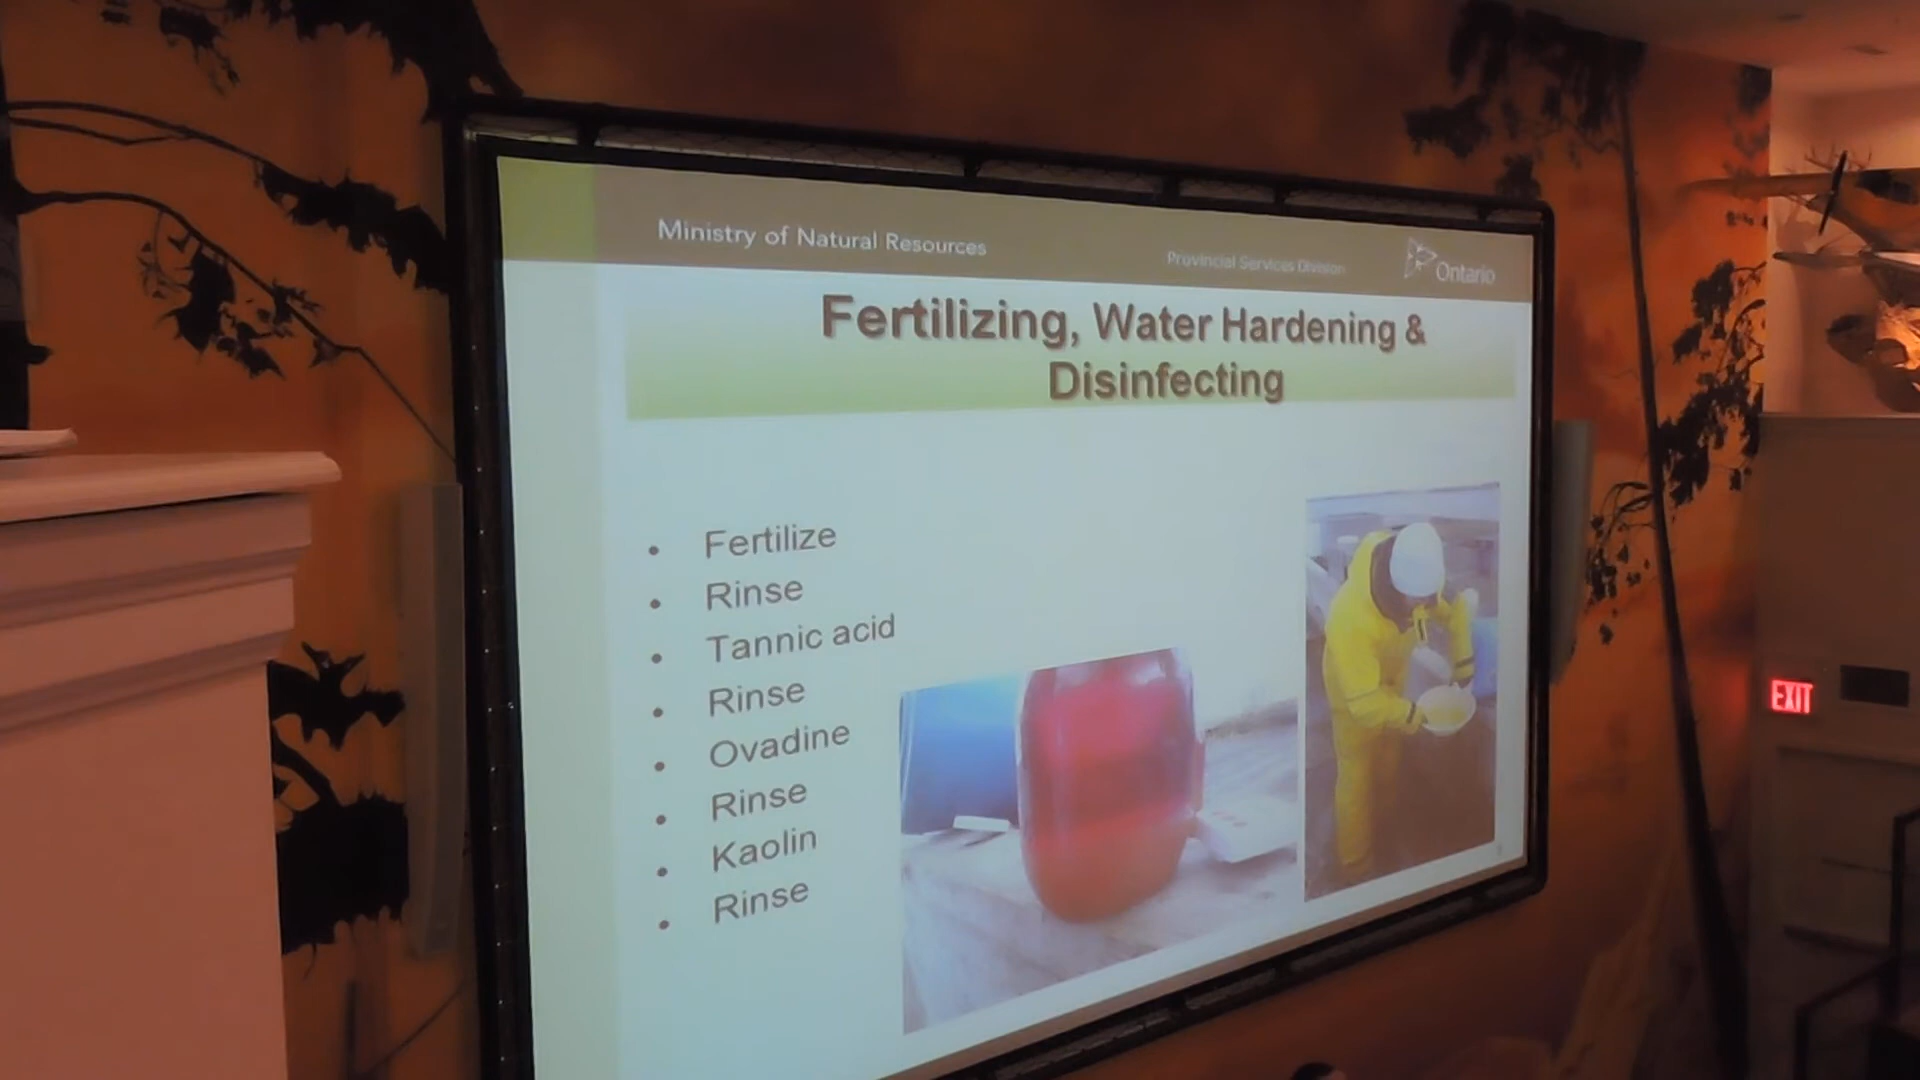 Ministry of Natural Resources
Provincial Services Division
Ontario
Fertilizing, Water Hardening &
Disinfecting
• Fertilize
• Rinse
• Tannic acid
• Rinse
• Ovadine
• Rinse
• Kaolin
• Rinse
EXIT